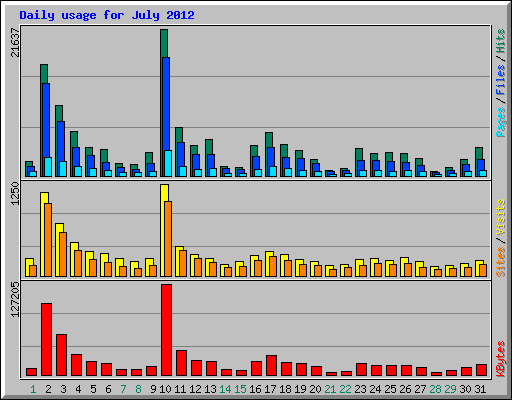 Daily usage for July 2012
21637
Pages / Files / Hits
1250
Sites / Visits
127205
KBytes
1 2 3 4 5 6 7 8 9 10 11 12 13 14 15 16 17 18 19 20 21 22 23 24 25 26 27 28 29 30 31